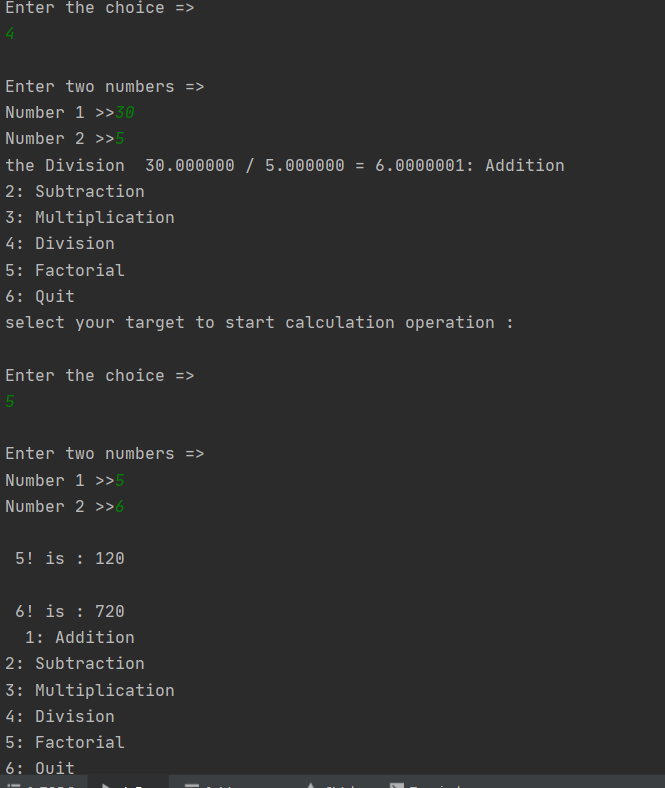 Enter the choice =>
4
Enter two numbers =>
Number 1 >>30
Number 2 >>5
the Division  30.000000 / 5.000000 = 6.0000001: Addition
2: Subtraction
3: Multiplication
4: Division
5: Factorial
6: Quit
select your target to start calculation operation :
Enter the choice =>
5
Enter two numbers =>
Number 1 >>5
Number 2 >>6
5! is : 120
6! is : 720
1: Addition
2: Subtraction
3: Multiplication
4: Division
5: Factorial
6: Quit